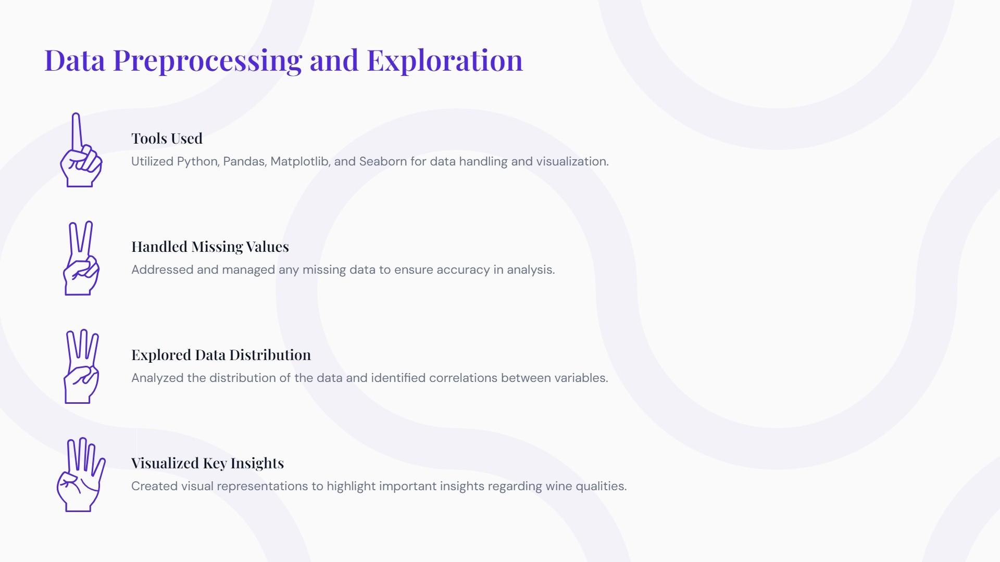 Data Preprocessing and Exploration
Tools Used
Utilized Python, Pandas, Matplotlib, and Seaborn for data handling and visualization.
Handled Missing Values
Addressed and managed any missing data to ensure accuracy in analysis.
Explored Data Distribution
Analyzed the distribution of the data and identified correlations between variables.
Visualized Key Insights
Created visual representations to highlight important insights regarding wine qualities.